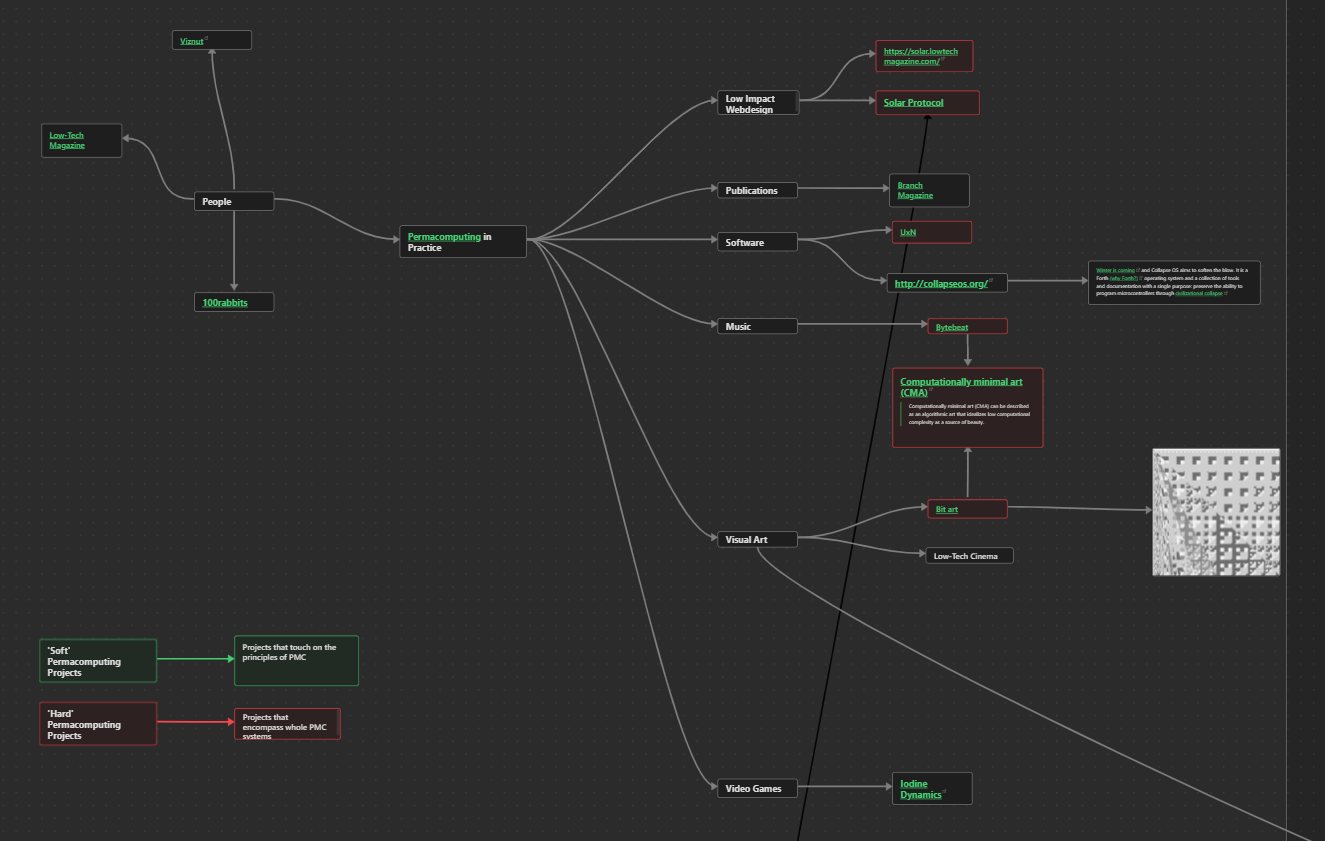 Viznut
Low-Tech
Magazine
People
100rabbits
Permacomputing in
Practice
Low Impact
Webdesign
https://solar.lowtech
magazine.com/
Solar Protocol
Publications
Branch
Magazine
Software
UxN
http://collapseos.org/
Winter is coming and Collapse OS aims to soften the blow. It is a
Forth (why Forth?) operating system and a collection of tools
and documentation with a single purpose: preserve the ability to
program microcontrollers through civilizational collapse
Music
Bytebeat
Computationally minimal art
(CMA)
Computationally minimal art (CMA) can be described
as an algorithmic art that idealizes low computational
complexity as a source of beauty.
Visual Art
Bit art
Low-Tech Cinema
Video Games
Iodine
Dynamics
'Soft'
Permacomputing
Projects
Projects that touch on the
principles of PMC
'Hard'
Permacomputing
Projects
Projects that
encompass whole PMC
systems